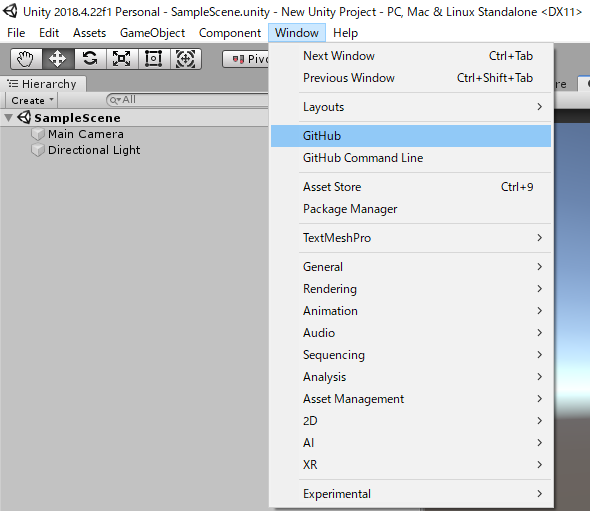 Unity 2018.4.22f1 Personal - SampleScene.unity - New Unity Project - PC, Mac & Linux Standalone <DX11>
File Edit Assets GameObject Component Window Help
Hierarchy
Create All
SampleScene
Main Camera
Directional Light
Next Window Ctrl+Tab
Previous Window Ctrl+Shift+Tab
Layouts
GitHub
GitHub Command Line
Asset Store Ctrl+9
Package Manager
TextMeshPro
General
Rendering
Animation
Audio
Sequencing
Analysis
Asset Management
2D
AI
XR
Experimental